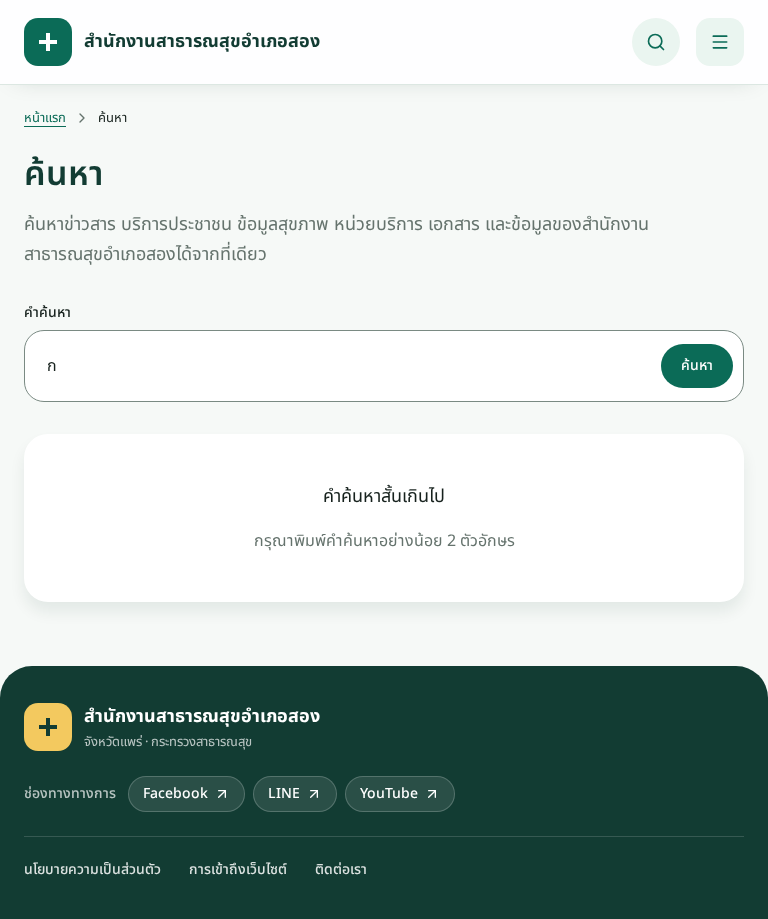 สำนักงานสาธารณสุขอำเภอสอง
หน้าแรก
ค้นหา
ค้นหา
ค้นหาข่าวสาร บริการประชาชน ข้อมูลสุขภาพ หน่วยบริการ เอกสาร และข้อมูลของสำนักงาน
สาธารณสุขอำเภอสองได้จากที่เดียว
คำค้นหา
ก
ค้นหา
คำค้นหาสั้นเกินไป
กรุณาพิมพ์คำค้นหาอย่างน้อย 2 ตัวอักษร
สำนักงานสาธารณสุขอำเภอสอง
จังหวัดแพร่ · กระทรวงสาธารณสุข
ช่องทางทางการ
Facebook
LINE
YouTube
นโยบายความเป็นส่วนตัว
การเข้าถึงเว็บไซต์
ติดต่อเรา